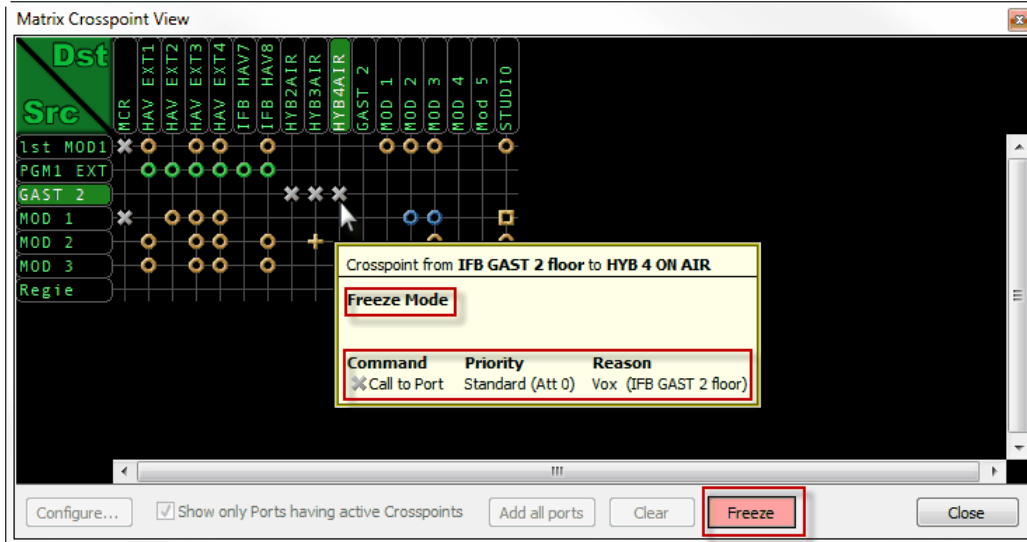 Matrix Crosspoint View
Dst
Src
MCR
HAV EXT1
HAV EXT2
HAV EXT3
HAV EXT4
IFB HAV7
IFB HAV8
HYB2AIR
HYB3AIR
HYB4AIR
GAST 2
MOD 1
MOD 2
MOD 3
MOD 4
Mod 5
STUDIO
lst MOD1
PGM1 EXT
GAST 2
MOD 1
MOD 2
MOD 3
Regie
Crosspoint from IFB GAST 2 floor to HYB 4 ON AIR
Freeze Mode
Command Priority Reason
Call to Port Standard (Att 0) Vox (IFB GAST 2 floor)
Configure... Show only Ports having active Crosspoints Add all ports Clear Freeze Close